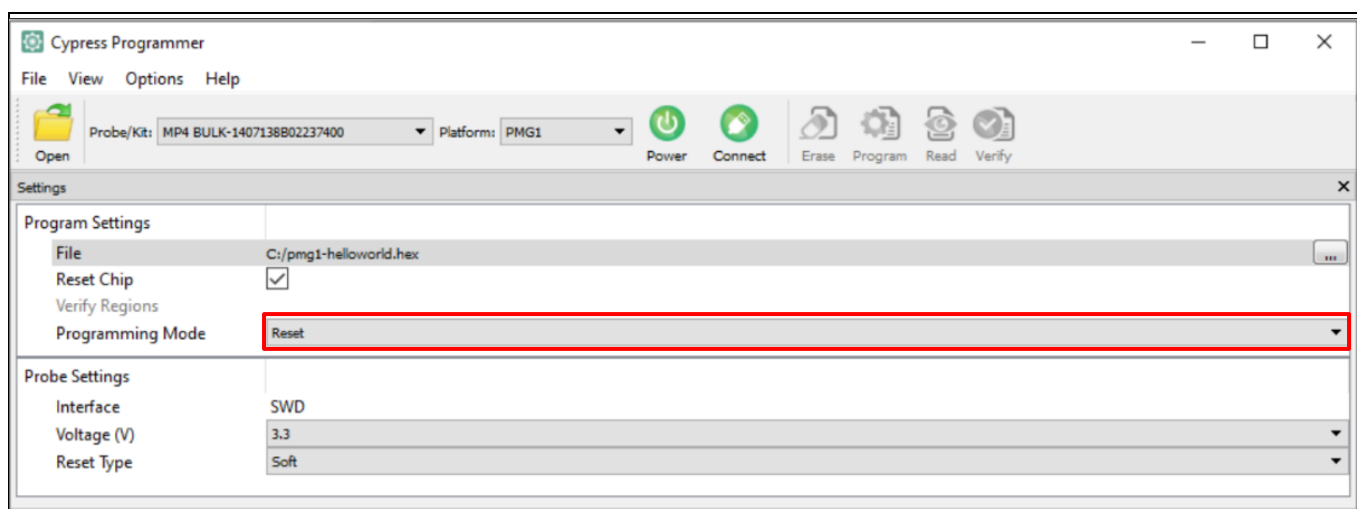 Cypress Programmer
File View Options Help
Open Probe/Kit: MP4 BULK-1407138B02237400 Platform: PMG1 Power Connect Erase Program Read Verify
Settings
Program Settings
File C:/pmg1-helloworld.hex ...
Reset Chip
Verify Regions
Programming Mode Reset
Probe Settings
Interface SWD
Voltage (V) 3.3
Reset Type Soft